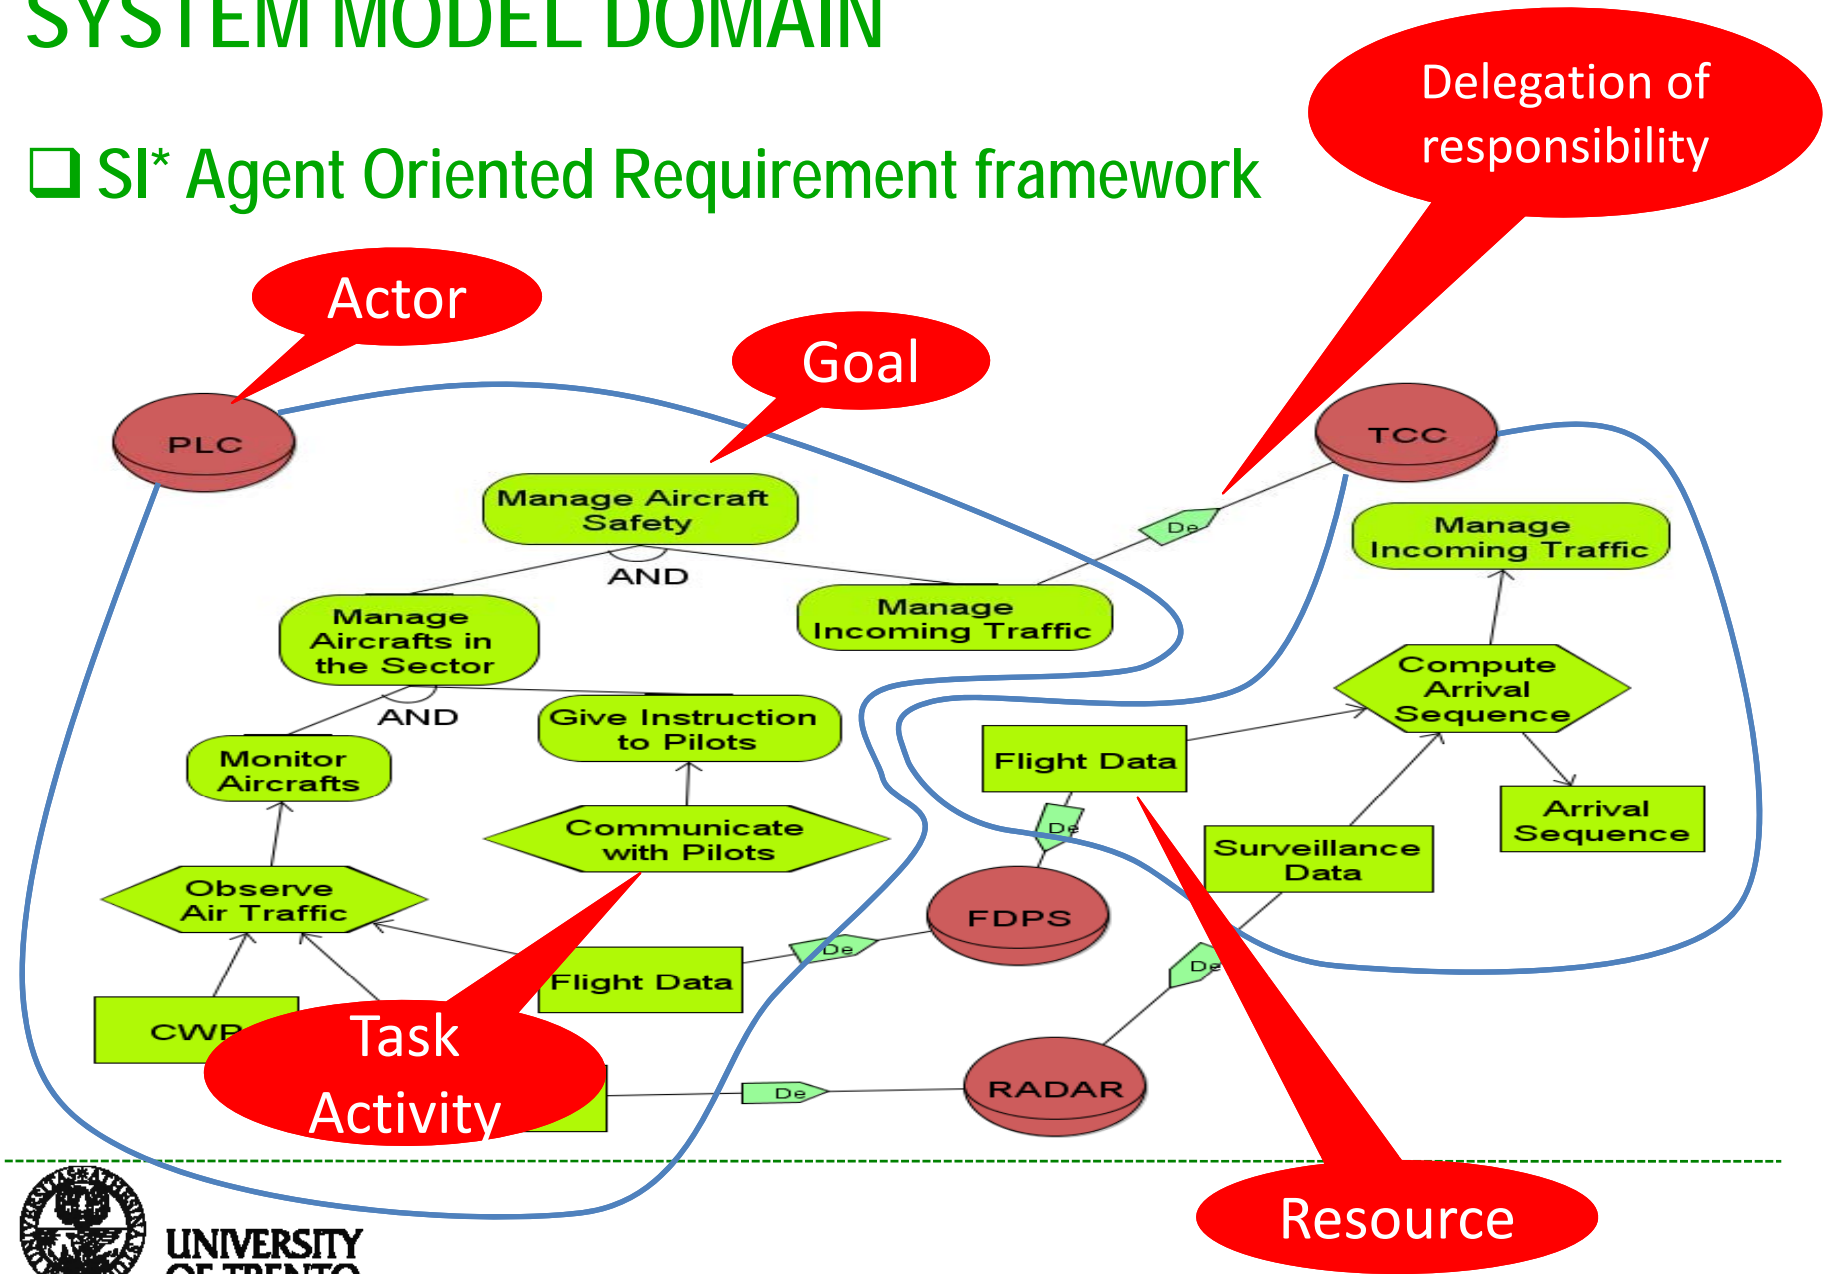 SYSTEM MODEL DOMAIN
SI* Agent Oriented Requirement framework
Delegation of
responsibility
Actor
Goal
PLC
TCC
Manage Aircraft
Safety
De
Manage
Incoming Traffic
AND
Manage
Aircrafts in
the Sector
Manage
Incoming Traffic
Compute
Arrival
Sequence
AND
Give Instruction
to Pilots
Monitor
Aircrafts
Flight Data
Arrival
Sequence
Communicate
with Pilots
De
Surveillance
Data
Observe
Air Traffic
FDPS
De
De
Flight Data
CWP
Task
Activity
De
RADAR
Resource
UNIVERSITY
OF TRENTO